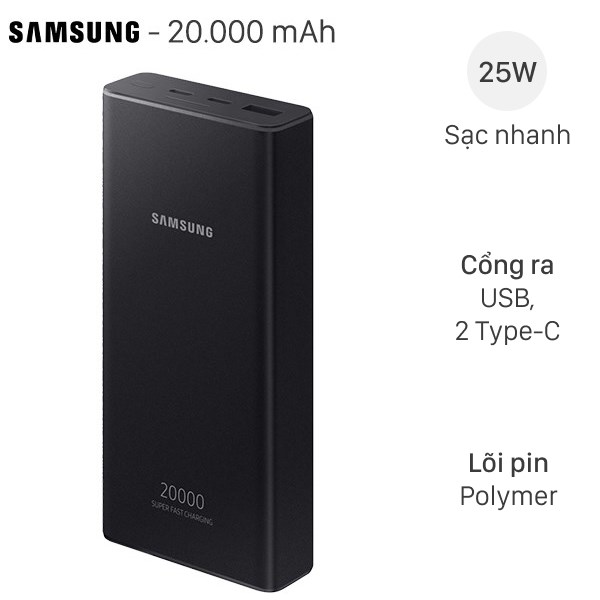 SAMSUNG - 20.000 mAh
25W
Sạc nhanh
SAMSUNG
Cổng ra
USB,
2 Type-C
Lõi pin
Polymer
20000
SUPER FAST CHARGING